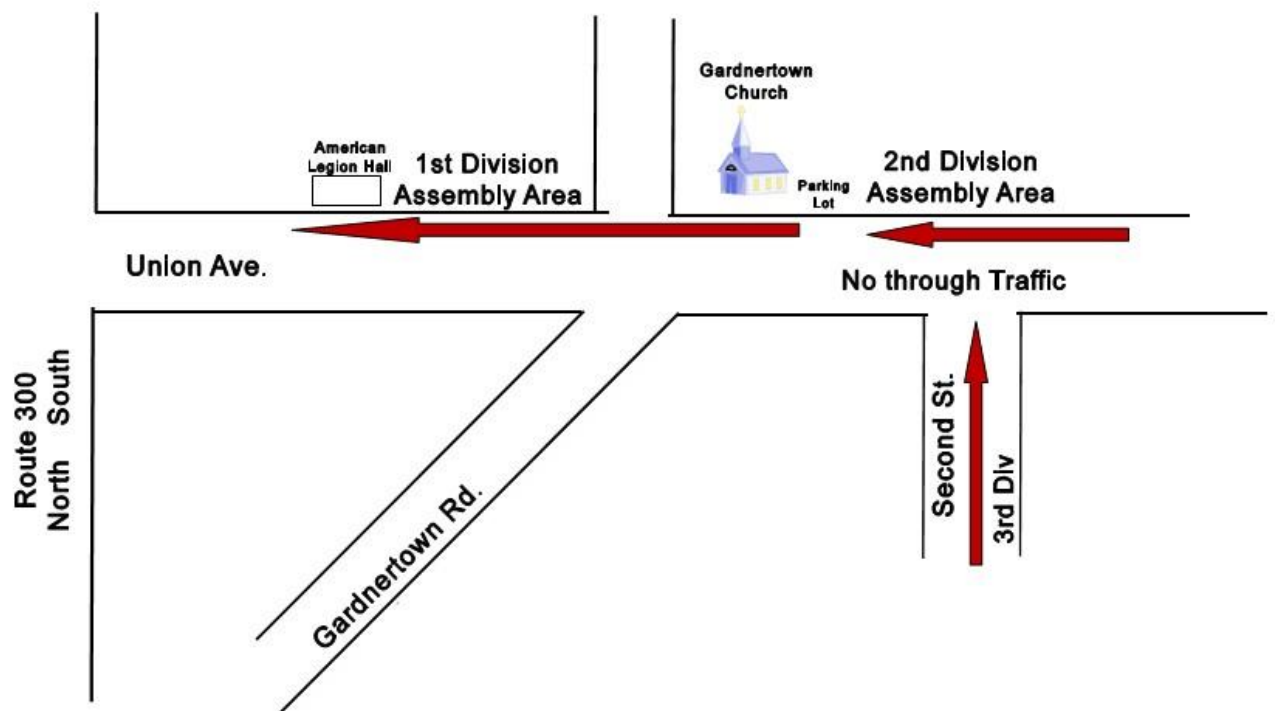 Gardnertown
Church
American
Legion Hall
1st Division
Assembly Area
2nd Division
Assembly Area
Parking
Lot
Union Ave.
No through Traffic
Route 300
North South
Second St.
3rd Div
Gardnertown Rd.